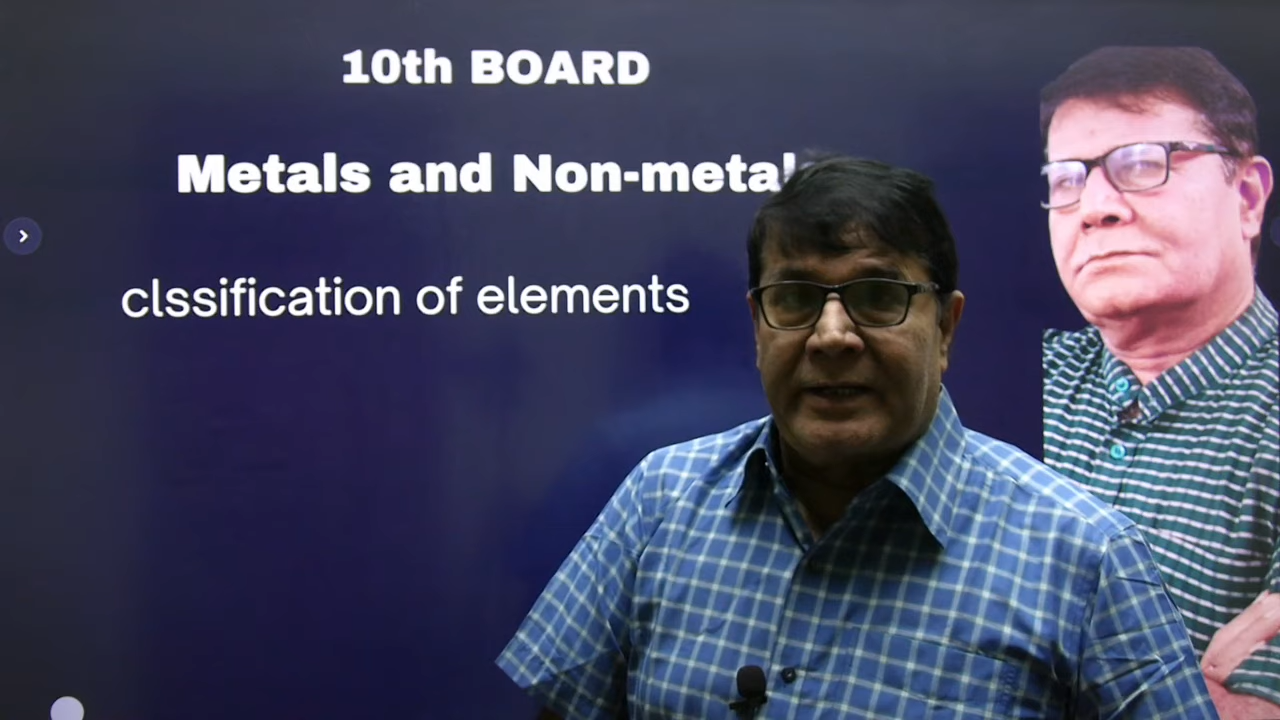 10th BOARD
Metals and Non-metal
clssification of elements